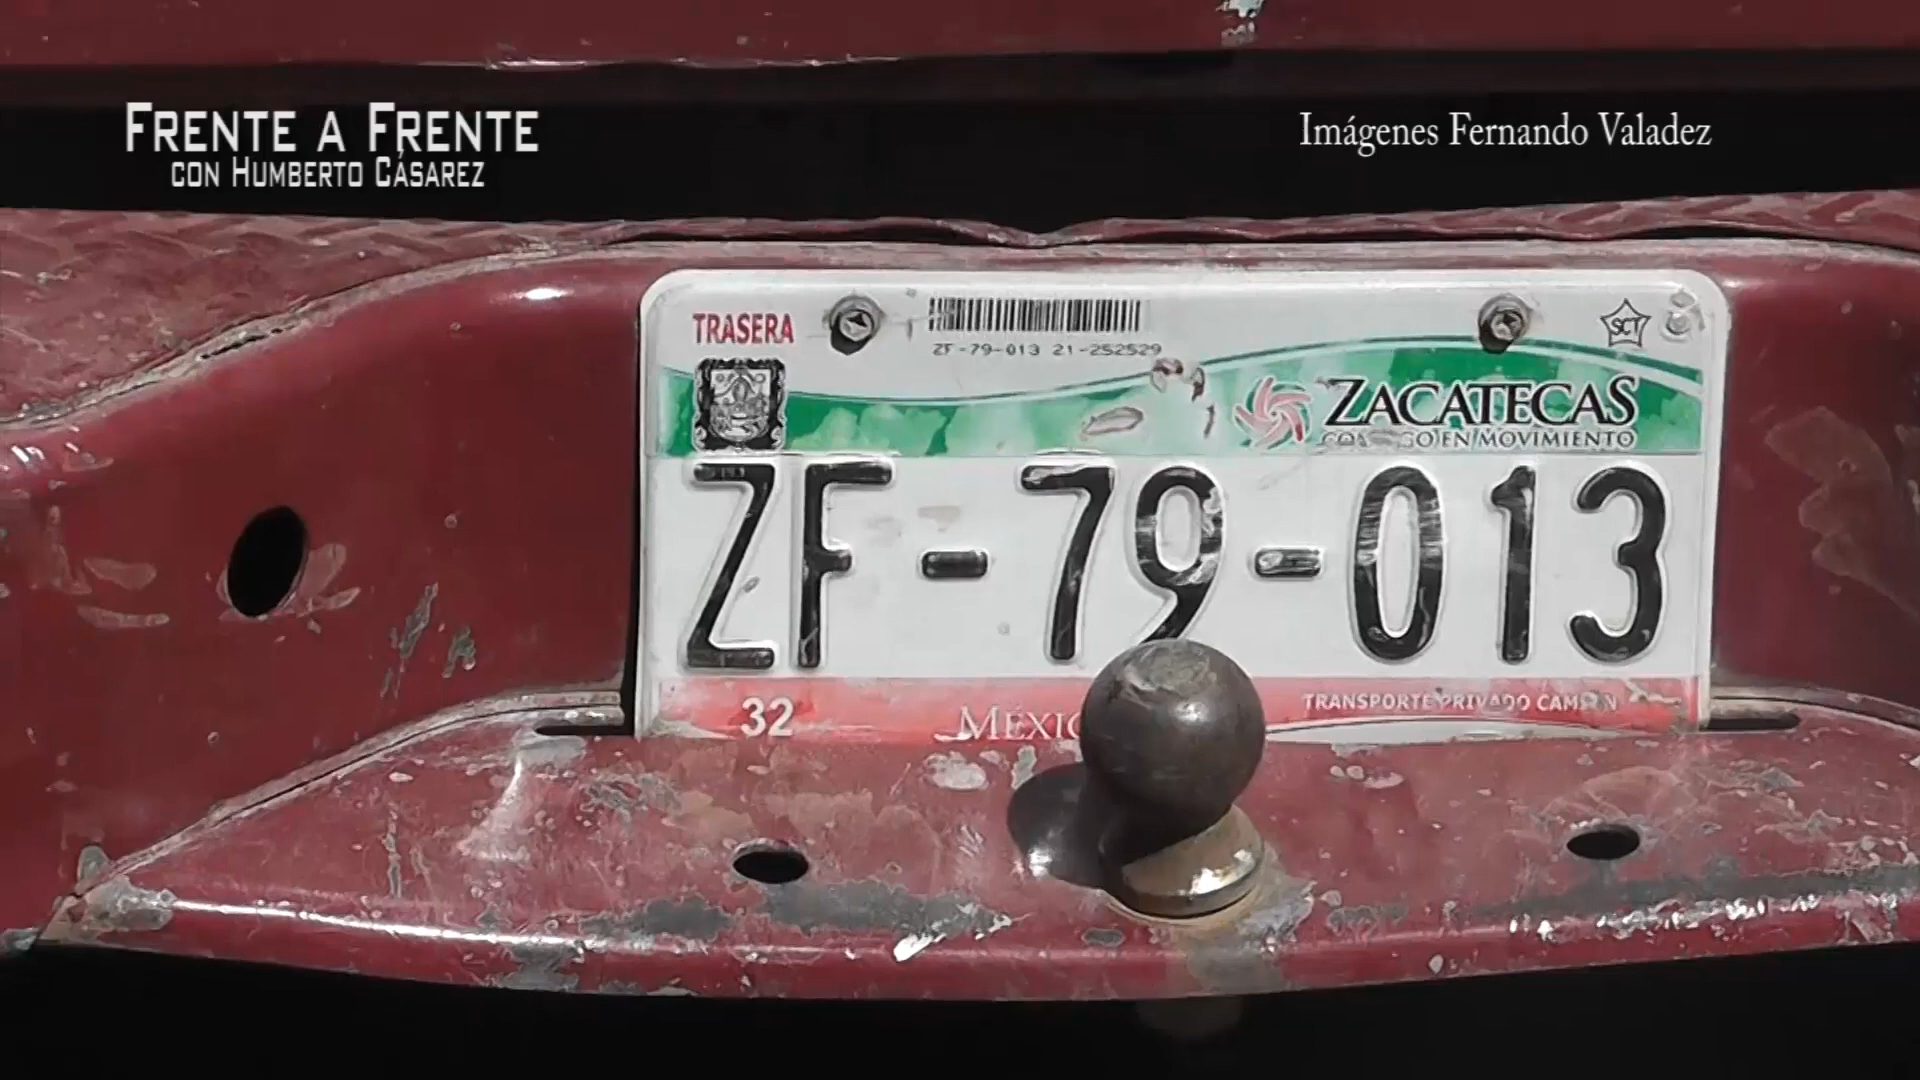 FRENTE A FRENTE
CON HUMBERTO CÁSAREZ
Imágenes Fernando Valadez
TRASERA
ZF-79-013 21-252529
SCT
ZACATECAS
EN MOVIMIENTO
ZF-79-013
32
TRANSPORTE PRIVADO